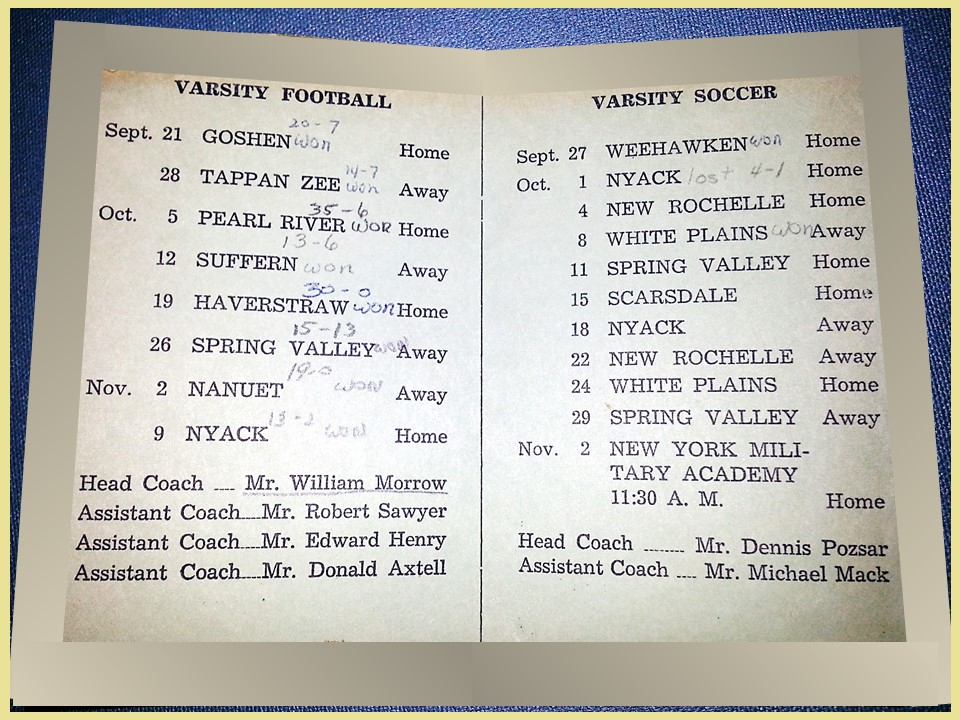 VARSITY FOOTBALL
20-7
Sept. 21 GOSHEN won Home
14-7
28 TAPPAN ZEE won Away
35-6
Oct. 5 PEARL RIVER won Home
13-6
12 SUFFERN won Away
30-0
19 HAVERSTRAW won Home
15-13
26 SPRING VALLEY won Away
19-0
Nov. 2 NANUET won Away
13-2
9 NYACK won Home
Head Coach .... Mr. William Morrow
Assistant Coach....Mr. Robert Sawyer
Assistant Coach....Mr. Edward Henry
Assistant Coach....Mr. Donald Axtell
VARSITY SOCCER
Sept. 27 WEEHAWKEN won Home
Oct. 1 NYACK lost 4-1 Home
4 NEW ROCHELLE Home
8 WHITE PLAINS won Away
11 SPRING VALLEY Home
15 SCARSDALE Home
18 NYACK Away
22 NEW ROCHELLE Away
24 WHITE PLAINS Home
29 SPRING VALLEY Away
Nov. 2 NEW YORK MILI-
TARY ACADEMY
11:30 A. M. Home
Head Coach ........ Mr. Dennis Pozsar
Assistant Coach .... Mr. Michael Mack